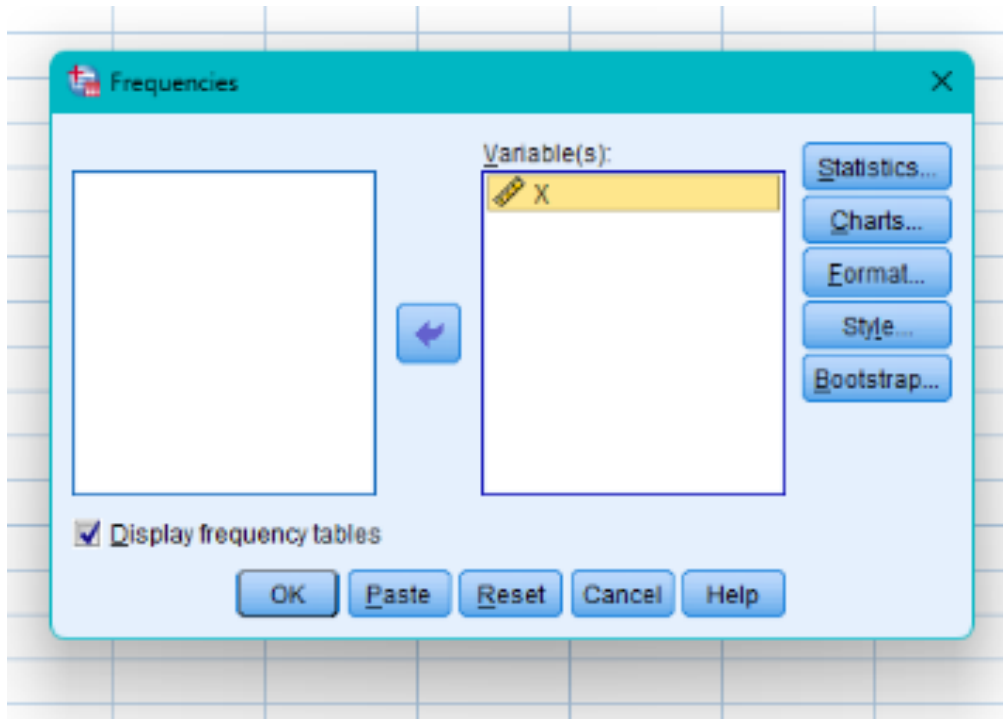 Frequencies
Variable(s):
X
Statistics...
Charts...
Format...
Style...
Bootstrap...
Display frequency tables
OK Paste Reset Cancel Help